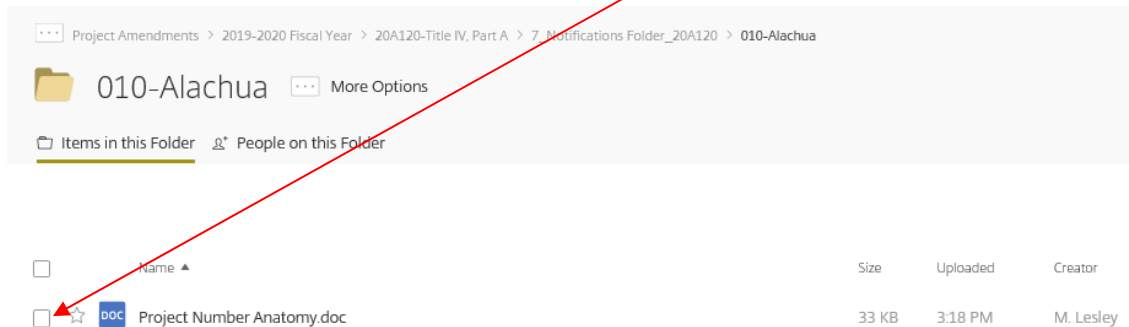 ··· Project Amendments > 2019-2020 Fiscal Year > 20A120-Title IV, Part A > 7_Notifications Folder_20A120 > 010-Alachua
010-Alachua ··· More Options
Items in this Folder People on this Folder
Name ▲ Size Uploaded Creator
DOC Project Number Anatomy.doc 33 KB 3:18 PM M. Lesley